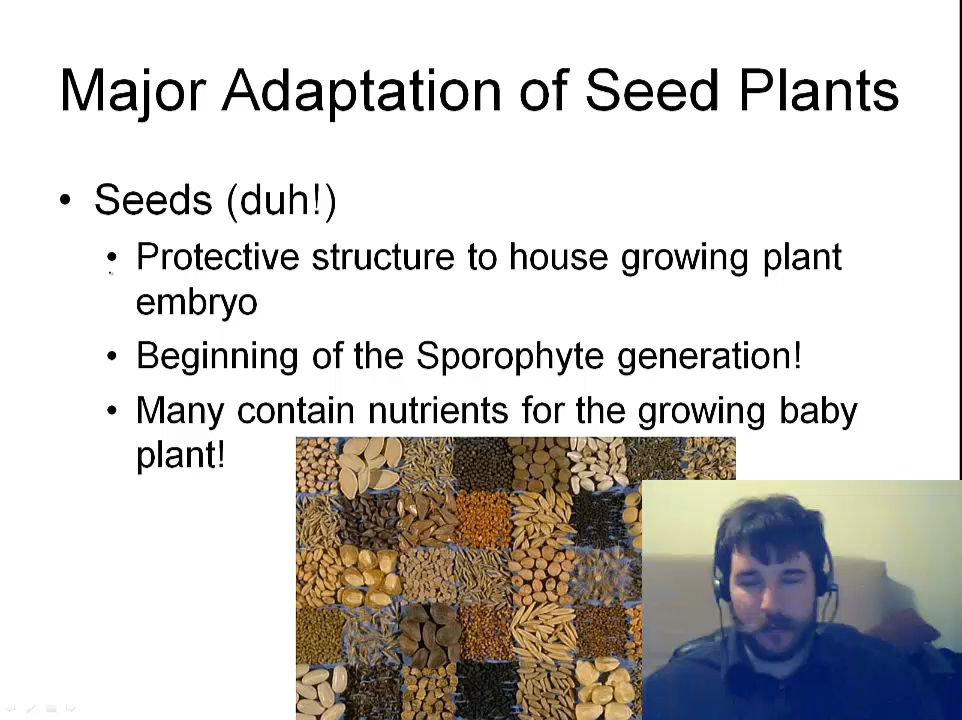 Major Adaptation of Seed Plants
• Seeds (duh!)
• Protective structure to house growing plant
embryo
• Beginning of the Sporophyte generation!
• Many contain nutrients for the growing baby
plant!